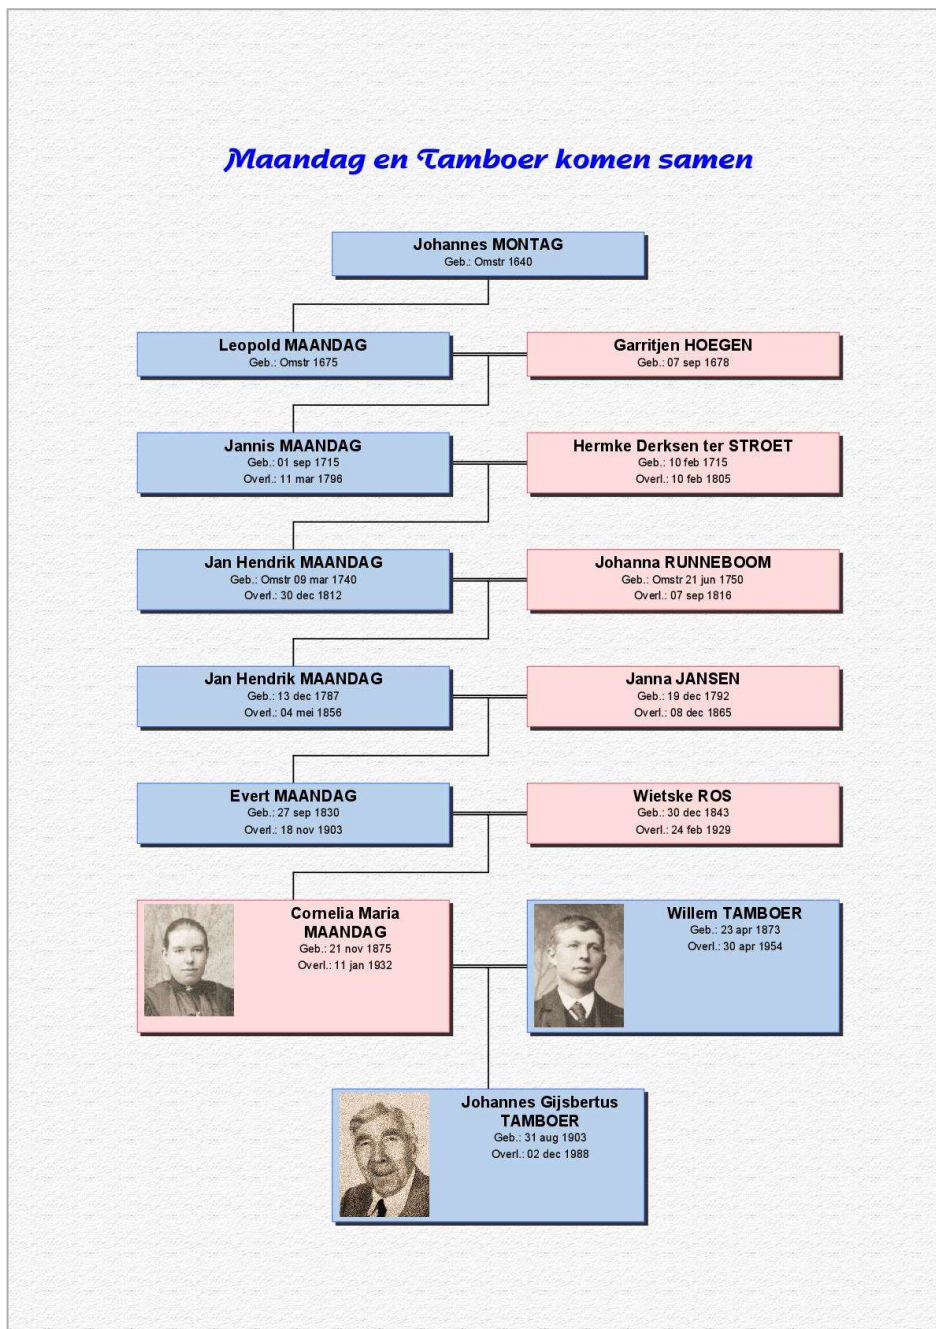 Maandag en Tamboer komen samen
Johannes MONTAG
Geb.: Omstr 1640
Leopold MAANDAG
Geb.: Omstr 1675
Garritjen HOEGEN
Geb.: 07 sep 1678
Jannis MAANDAG
Geb.: 01 sep 1715
Overl.: 11 mar 1796
Hermke Derksen ter STROET
Geb.: 10 feb 1715
Overl.: 10 feb 1805
Jan Hendrik MAANDAG
Geb.: Omstr 09 mar 1740
Overl.: 30 dec 1812
Johanna RUNNEBOOM
Geb.: Omstr 21 jun 1750
Overl.: 07 sep 1816
Jan Hendrik MAANDAG
Geb.: 13 dec 1787
Overl.: 04 mei 1856
Janna JANSEN
Geb.: 19 dec 1792
Overl.: 08 dec 1865
Evert MAANDAG
Geb.: 27 sep 1830
Overl.: 18 nov 1903
Wietske ROS
Geb.: 30 dec 1843
Overl.: 24 feb 1929
Cornelia Maria
MAANDAG
Geb.: 21 nov 1875
Overl.: 11 jan 1932
Willem TAMBOER
Geb.: 23 apr 1873
Overl.: 30 apr 1954
Johannes Gijsbertus
TAMBOER
Geb.: 31 aug 1903
Overl.: 02 dec 1988